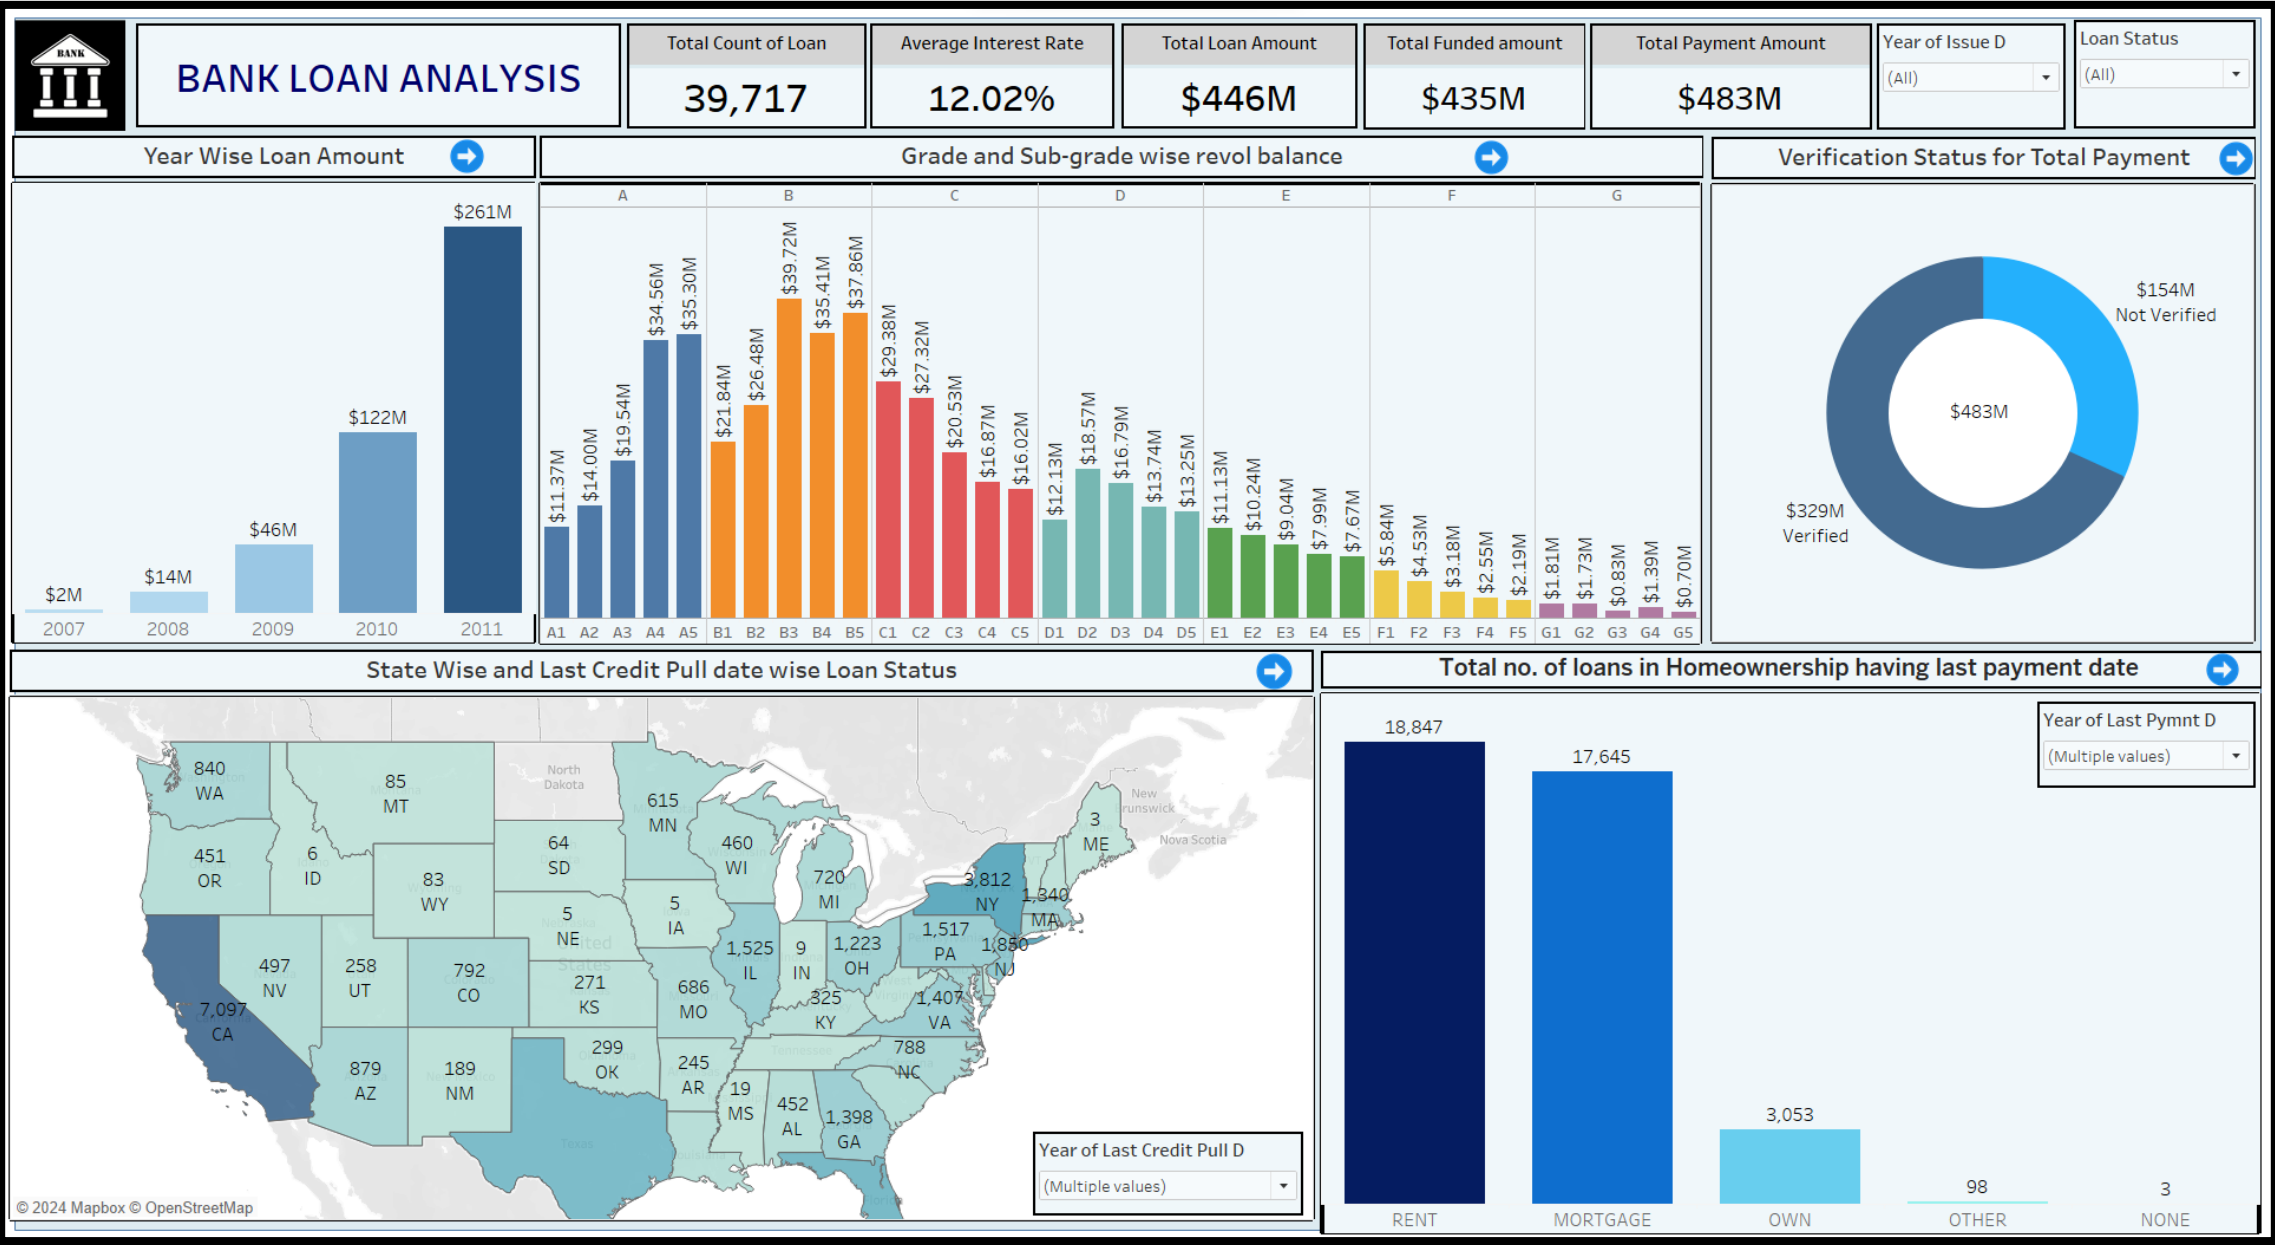 BANK
BANK LOAN ANALYSIS
Total Count of Loan
39,717
Average Interest Rate
12.02%
Total Loan Amount
$446M
Total Funded amount
$435M
Total Payment Amount
$483M
Year of Issue D
(All)
Loan Status
(All)
Year Wise Loan Amount
$2M
$14M
$46M
$122M
$261M
2007 2008 2009 2010 2011
Grade and Sub-grade wise revol balance
A B C D E F G
$11.37M
$14.00M
$19.54M
$34.56M
$35.30M
$21.84M
$26.48M
$39.72M
$35.41M
$37.86M
$29.38M
$27.32M
$20.53M
$16.87M
$16.02M
$12.13M
$18.57M
$16.79M
$13.74M
$13.25M
$11.13M
$10.24M
$9.04M
$7.99M
$7.67M
$5.84M
$4.53M
$3.18M
$2.55M
$2.19M
$1.81M
$1.73M
$0.83M
$1.39M
$0.70M
A1 A2 A3 A4 A5 B1 B2 B3 B4 B5 C1 C2 C3 C4 C5 D1 D2 D3 D4 D5 E1 E2 E3 E4 E5 F1 F2 F3 F4 F5 G1 G2 G3 G4 G5
Verification Status for Total Payment
$154M
Not Verified
$483M
$329M
Verified
State Wise and Last Credit Pull date wise Loan Status
840
WA
85
MT
North
Dakota
615
MN
New
Brunswick
Nova Scotia
3
ME
451
OR
6
ID
83
WY
64
SD
460
WI
720
MI
3,812
NY
1,340
MA
5
NE
5
IA
United
States
1,525
IL
9
IN
1,223
OH
1,517
PA
1,850
NJ
497
NV
258
UT
792
CO
271
KS
686
MO
325
KY
1,407
VA
7,097
CA
879
AZ
189
NM
299
OK
245
AR
Tennessee
788
NC
19
MS
452
AL
1,398
GA
Texas
Florida
Year of Last Credit Pull D
(Multiple values)
© 2024 Mapbox © OpenStreetMap
Total no. of loans in Homeownership having last payment date
Year of Last Pymnt D
(Multiple values)
18,847
17,645
3,053
98
3
RENT MORTGAGE OWN OTHER NONE